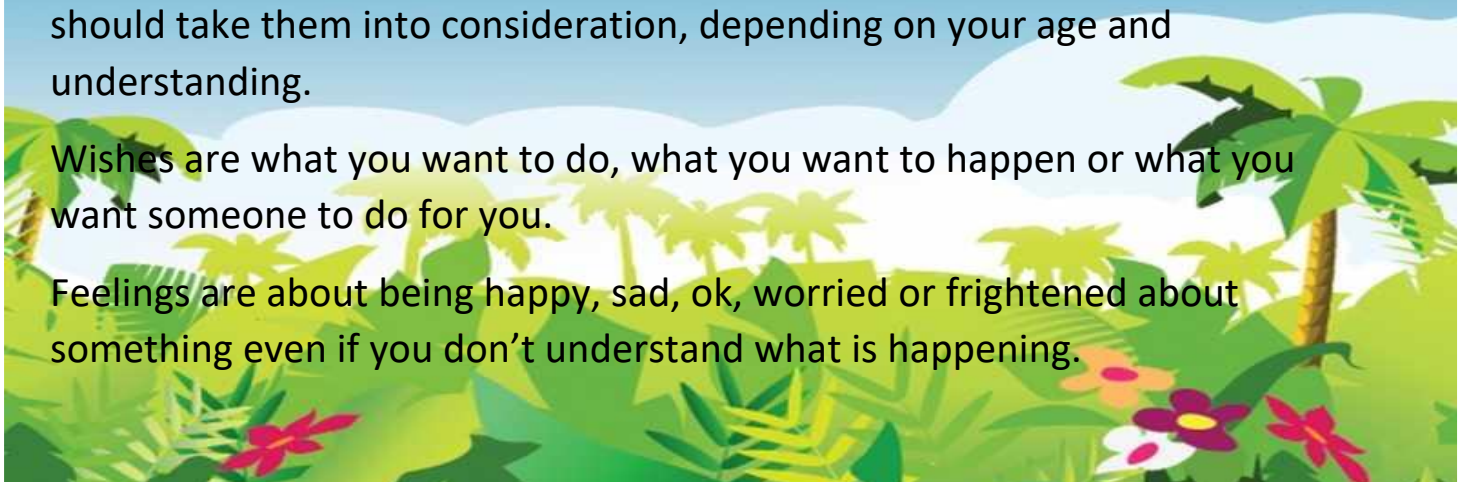 should take them into consideration, depending on your age and
understanding.
Wishes are what you want to do, what you want to happen or what you
want someone to do for you.
Feelings are about being happy, sad, ok, worried or frightened about
something even if you don’t understand what is happening.